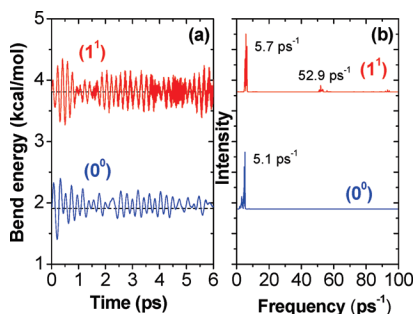 5
(a)
(b)
(1¹)
5.7 ps⁻¹
52.9 ps⁻¹
(1¹)
4
3
Bend energy (kcal/mol)
Intensity
(0⁰)
5.1 ps⁻¹
(0⁰)
2
1
0 1 2 3 4 5 6
0 20 40 60 80 100
Time (ps)
Frequency (ps⁻¹)